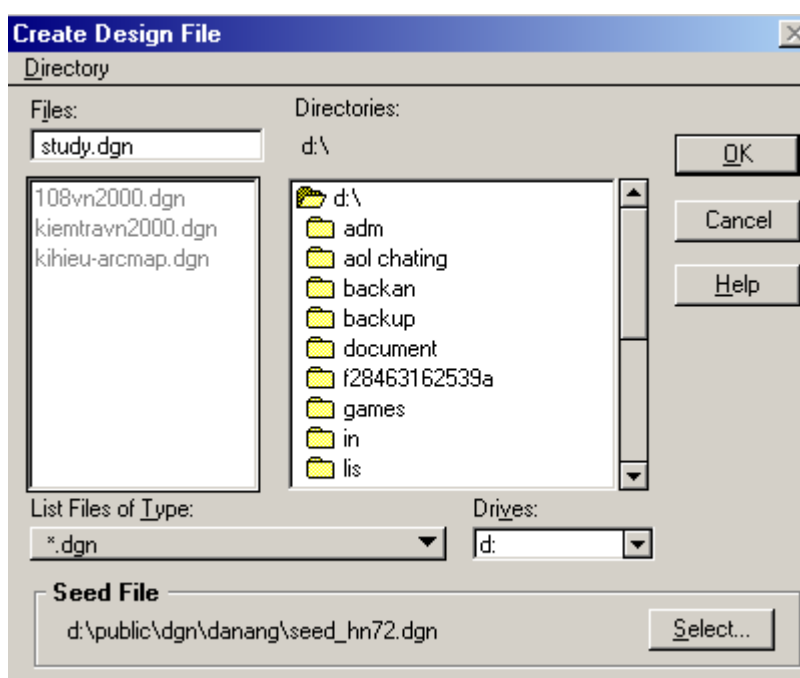 Create Design File
Directory
Files:
study.dgn
108vn2000.dgn
kiemtravn2000.dgn
kihieu-arcmap.dgn
List Files of Type:
*.dgn
Directories:
d:\
d:\
adm
aol chating
backan
backup
document
f28463162539a
games
in
lis
Drives:
d:
OK
Cancel
Help
Seed File
d:\public\dgn\danang\seed_hn72.dgn
Select...